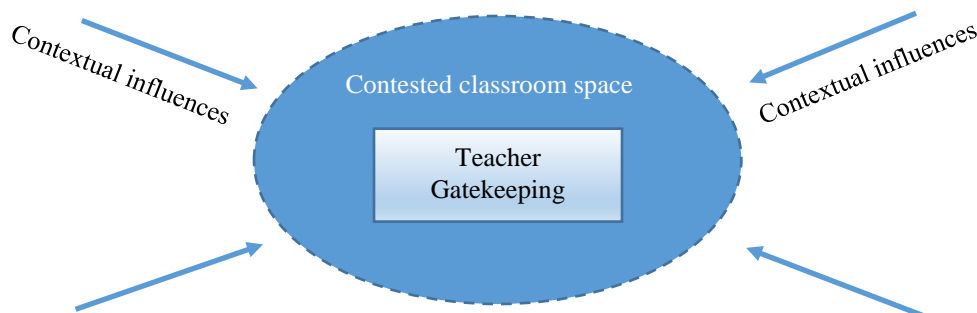 Contextual influences
Contested classroom space
Contextual influences
Teacher
Gatekeeping